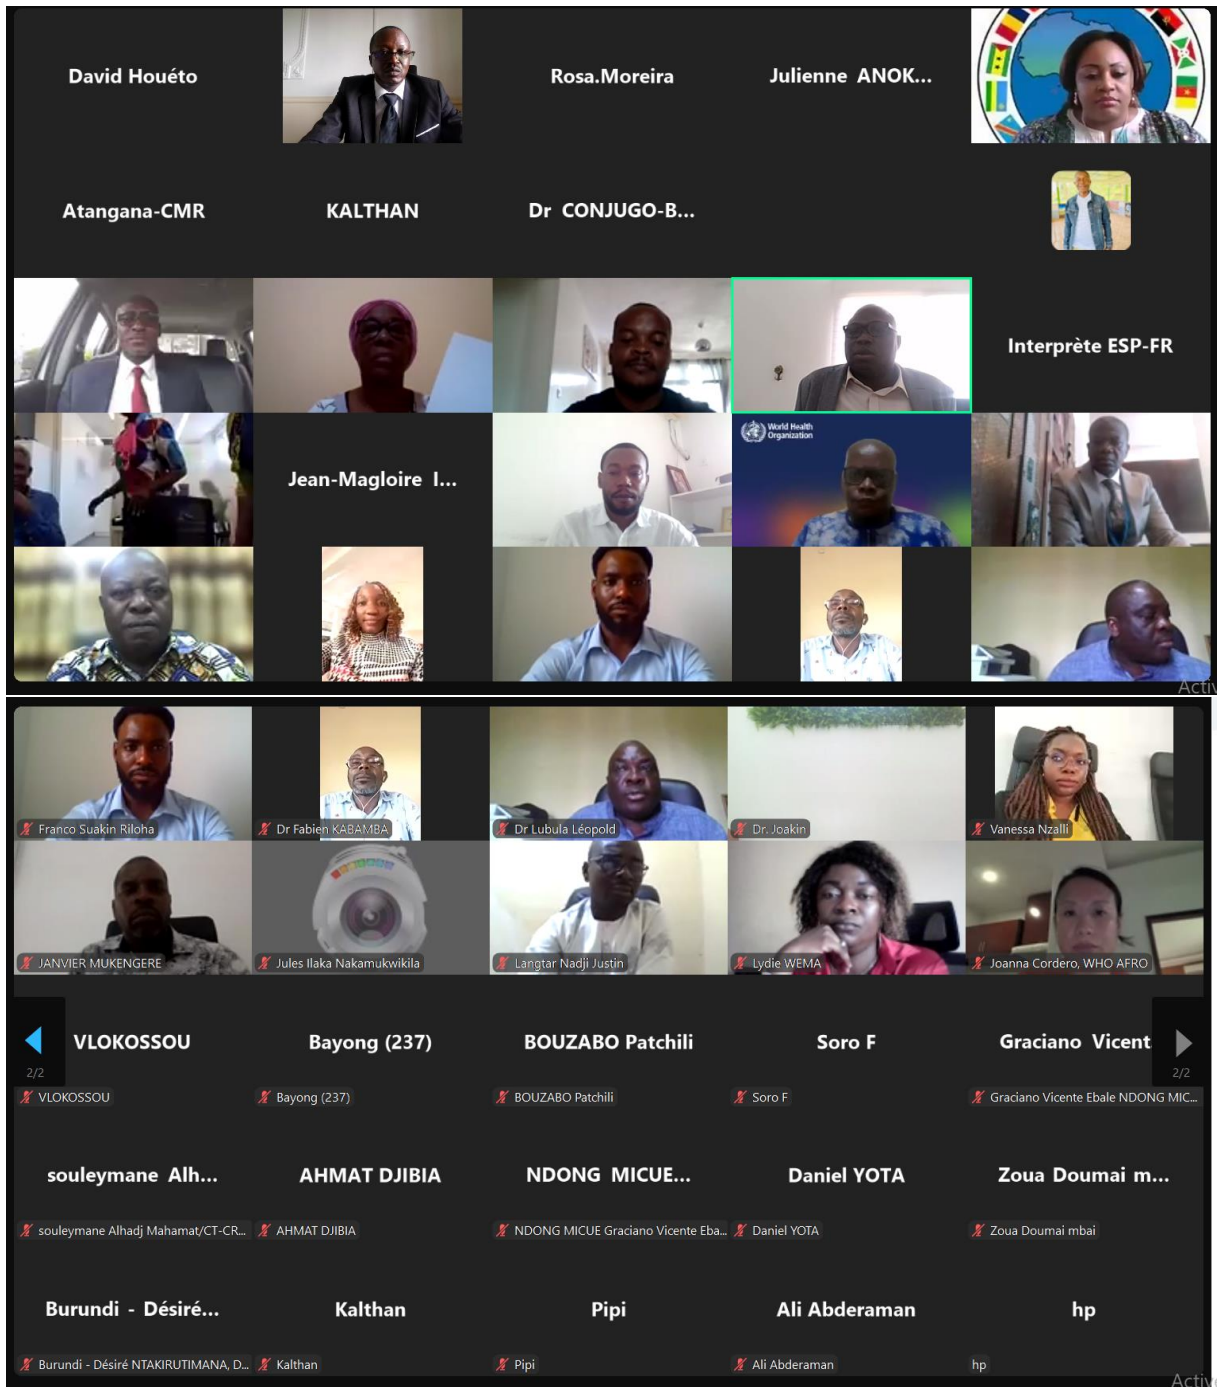 David Houéto
Rosa.Moreira
Julienne ANOK...
Atangana-CMR
KALTHAN
Dr CONJUGO-B...
Interprète ESP-FR
Jean-Magloire I...
World Health
Organization
Activ
Franco Suakin Riloha
Dr Fabien KABAMBA
Dr Lubula Léopold
Dr. Joakin
Vanessa Nzalli
JANVIER MUKENGERE
Jules Ilaka Nakamukwikila
Langtar Nadji Justin
Lydie WEMA
Joanna Cordero, WHO AFRO
2/2
VLOKOSSOU
Bayong (237)
BOUZABO Patchili
Soro F
Graciano Vicent
2/2
VLOKOSSOU
Bayong (237)
BOUZABO Patchili
Soro F
Graciano Vicente Ebale NDONG MIC...
souleymane Alh...
AHMAT DJIBIA
NDONG MICUE...
Daniel YOTA
Zoua Doumai m...
souleymane Alhadj Mahamat/CT-CR...
AHMAT DJIBIA
NDONG MICUE Graciano Vicente Eba...
Daniel YOTA
Zoua Doumai mbai
Burundi - Désiré...
Kalthan
Pipi
Ali Abderaman
hp
Burundi - Désiré NTAKIRUTIMANA, D...
Kalthan
Pipi
Ali Abderaman
hp
Activ